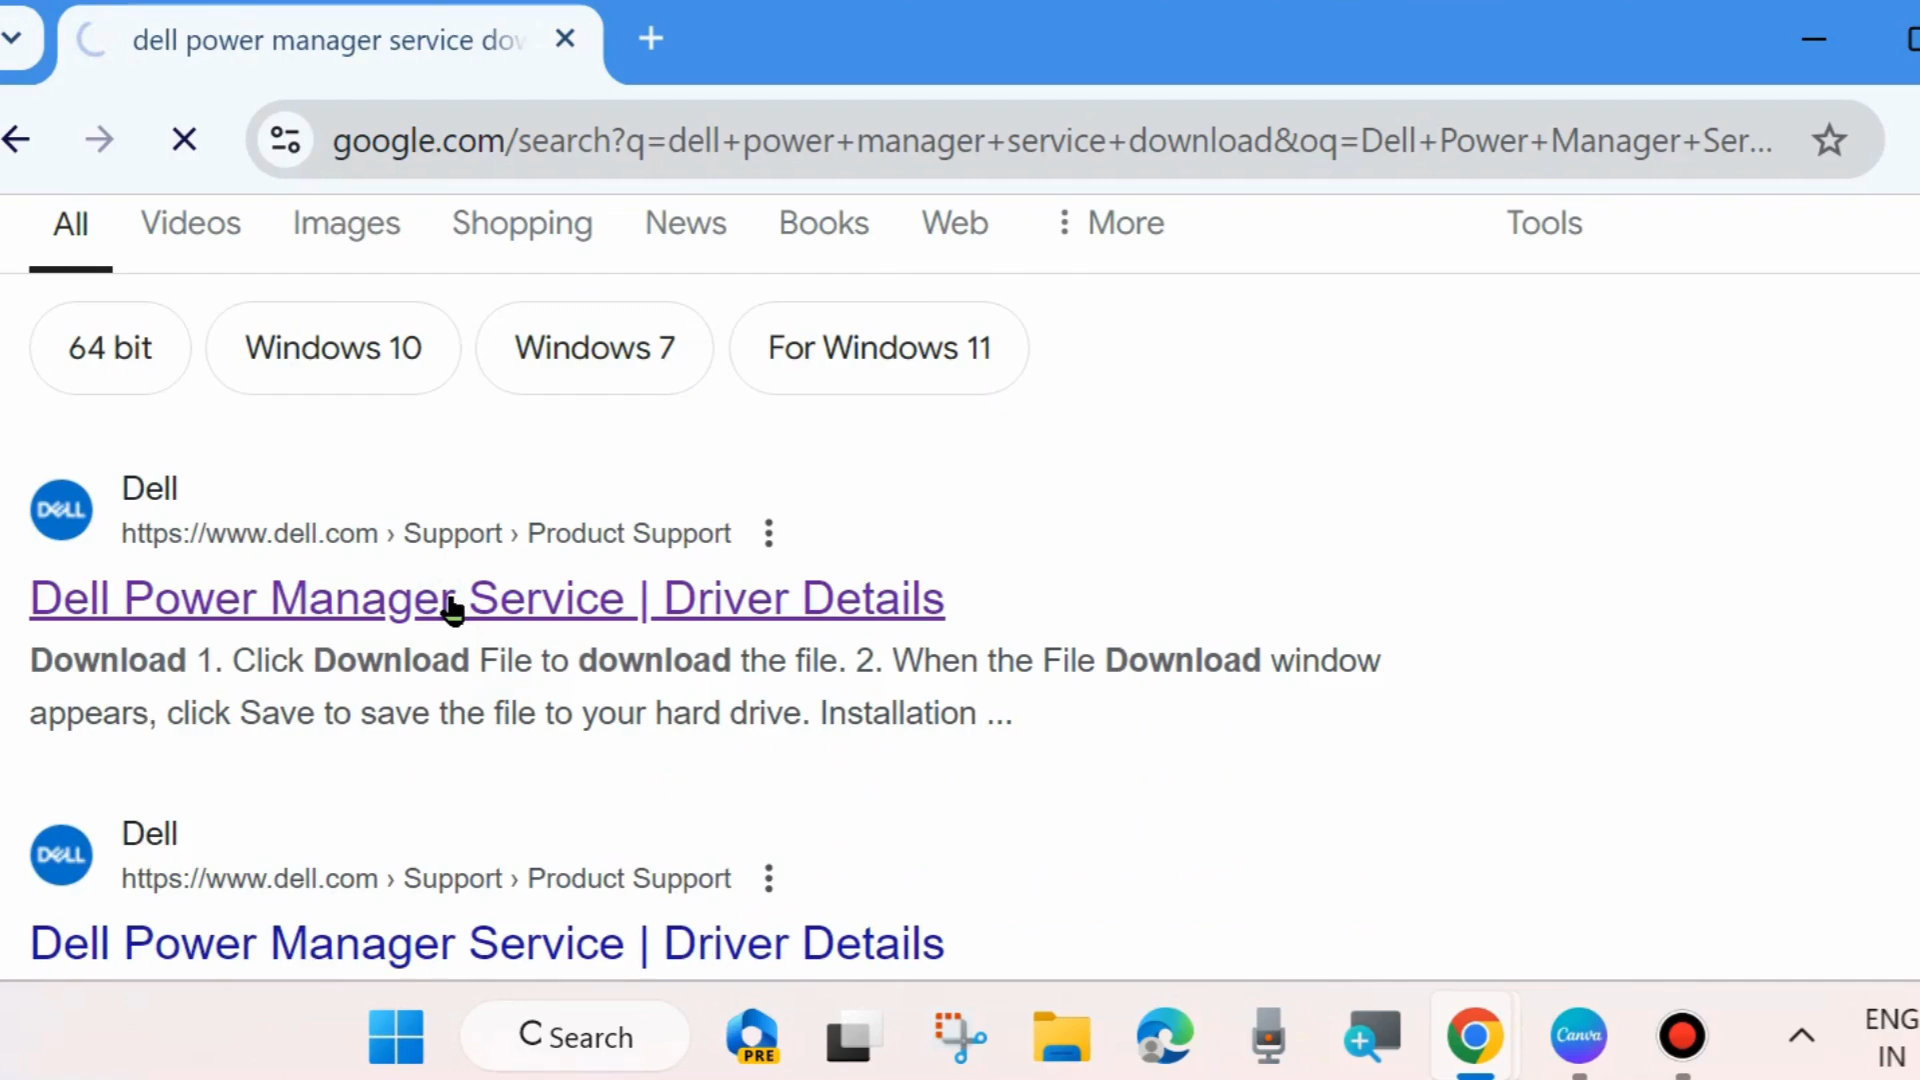 dell power manager service dow
google.com/search?q=dell+power+manager+service+download&oq=Dell+Power+Manager+Ser...
All Videos Images Shopping News Books Web More Tools
64 bit Windows 10 Windows 7 For Windows 11
DELL
Dell
https://www.dell.com › Support › Product Support
Dell Power Manager Service | Driver Details
Download 1. Click Download File to download the file. 2. When the File Download window
appears, click Save to save the file to your hard drive. Installation ...
DELL
Dell
https://www.dell.com › Support › Product Support
Dell Power Manager Service | Driver Details
Search
PRE
Canva
ENG
IN